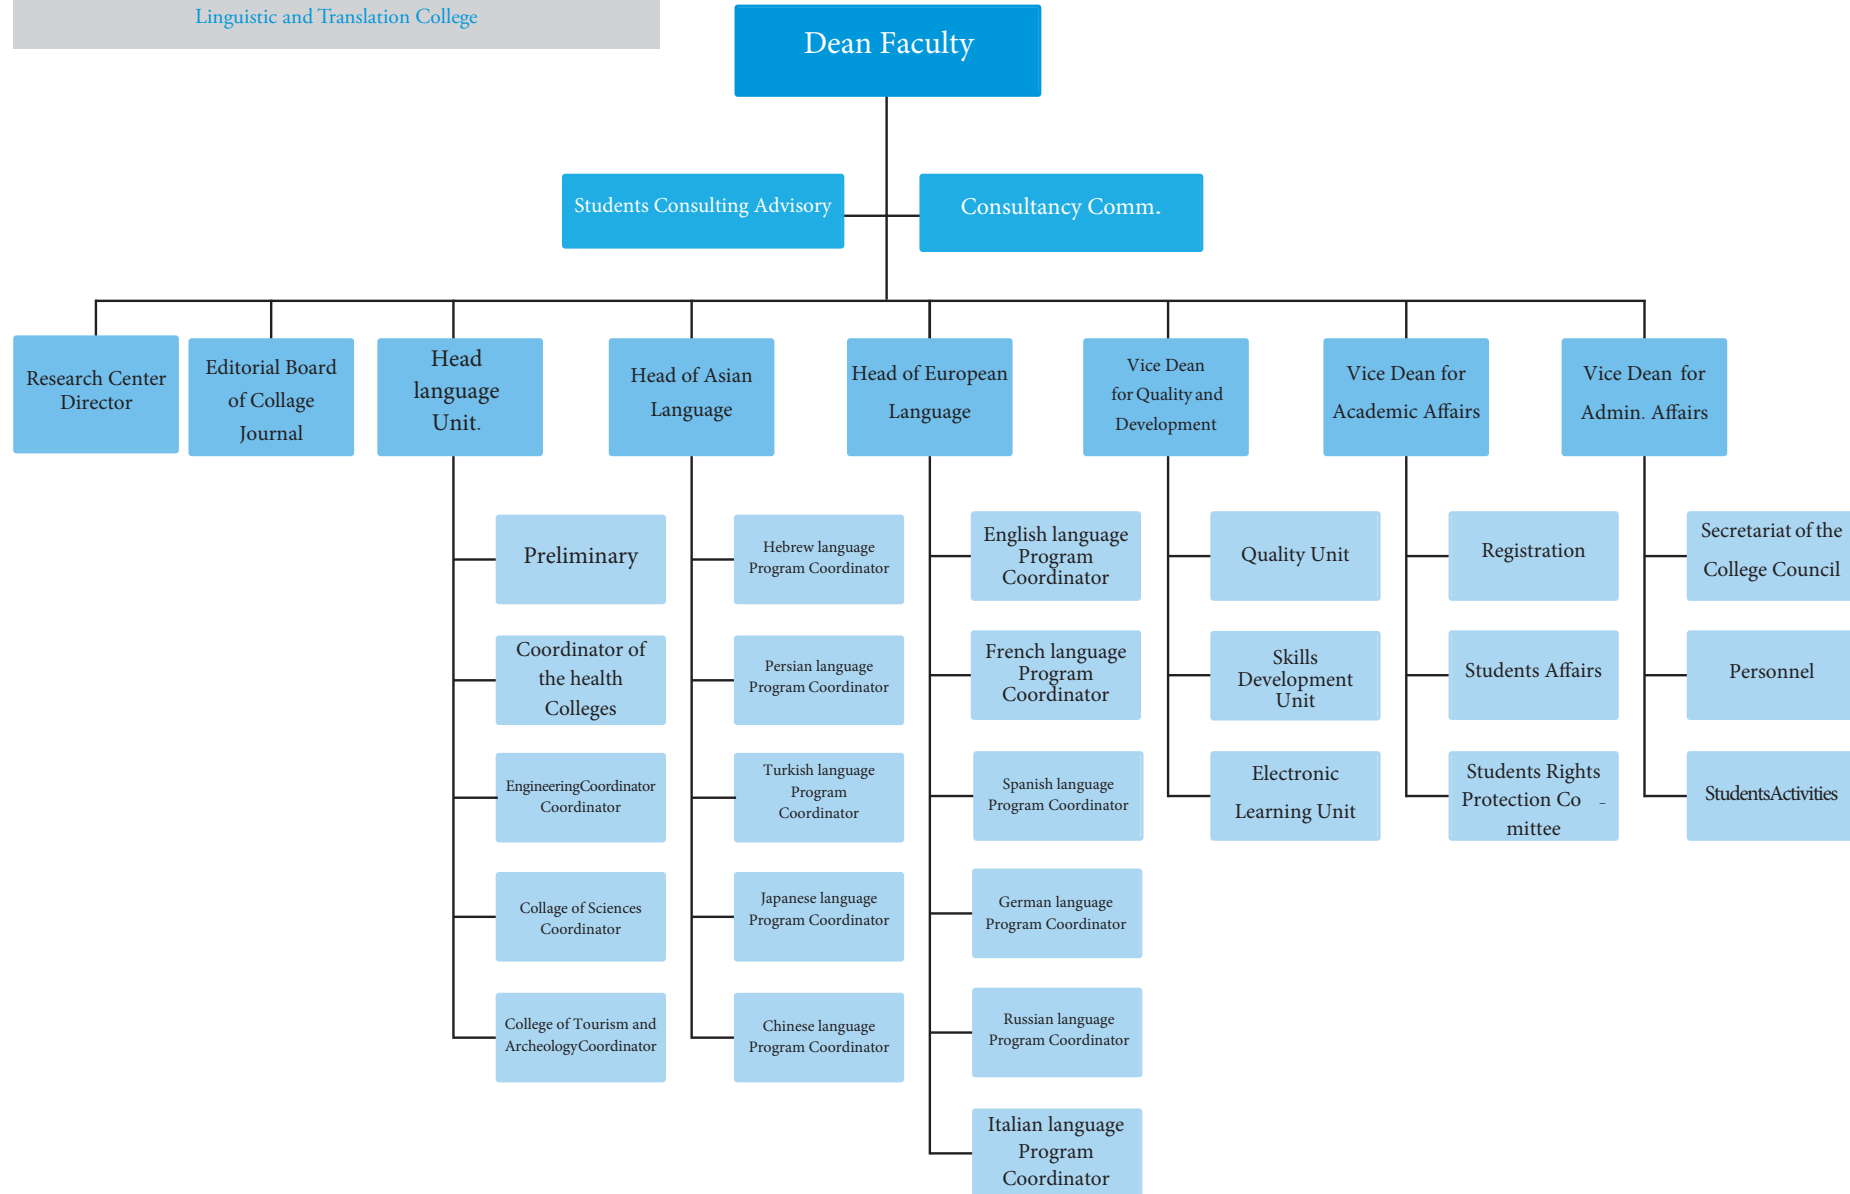 Linguistic and Translation College
Dean Faculty
Students Consulting Advisory
Consultancy Comm.
Research Center
Director
Editorial Board
of Collage
Journal
Head
language
Unit.
Head of Asian
Language
Head of European
Language
Vice Dean
for Quality and
Development
Vice Dean for
Academic Affairs
Vice Dean for
Admin. Affairs
Preliminary
Coordinator of
the health
Colleges
EngineeringCoordinator
Coordinator
Collage of Sciences
Coordinator
College of Tourism and
ArcheologyCoordinator
Hebrew language
Program Coordinator
Persian language
Program Coordinator
Turkish language
Program
Coordinator
Japanese language
Program Coordinator
Chinese language
Program Coordinator
English language
Program
Coordinator
French language
Program
Coordinator
Spanish language
Program Coordinator
German language
Program Coordinator
Russian language
Program Coordinator
Italian language
Program
Coordinator
Quality Unit
Skills
Development
Unit
Electronic
Learning Unit
Registration
Students Affairs
Students Rights
Protection Co -
mittee
Secretariat of the
College Council
Personnel
StudentsActivities